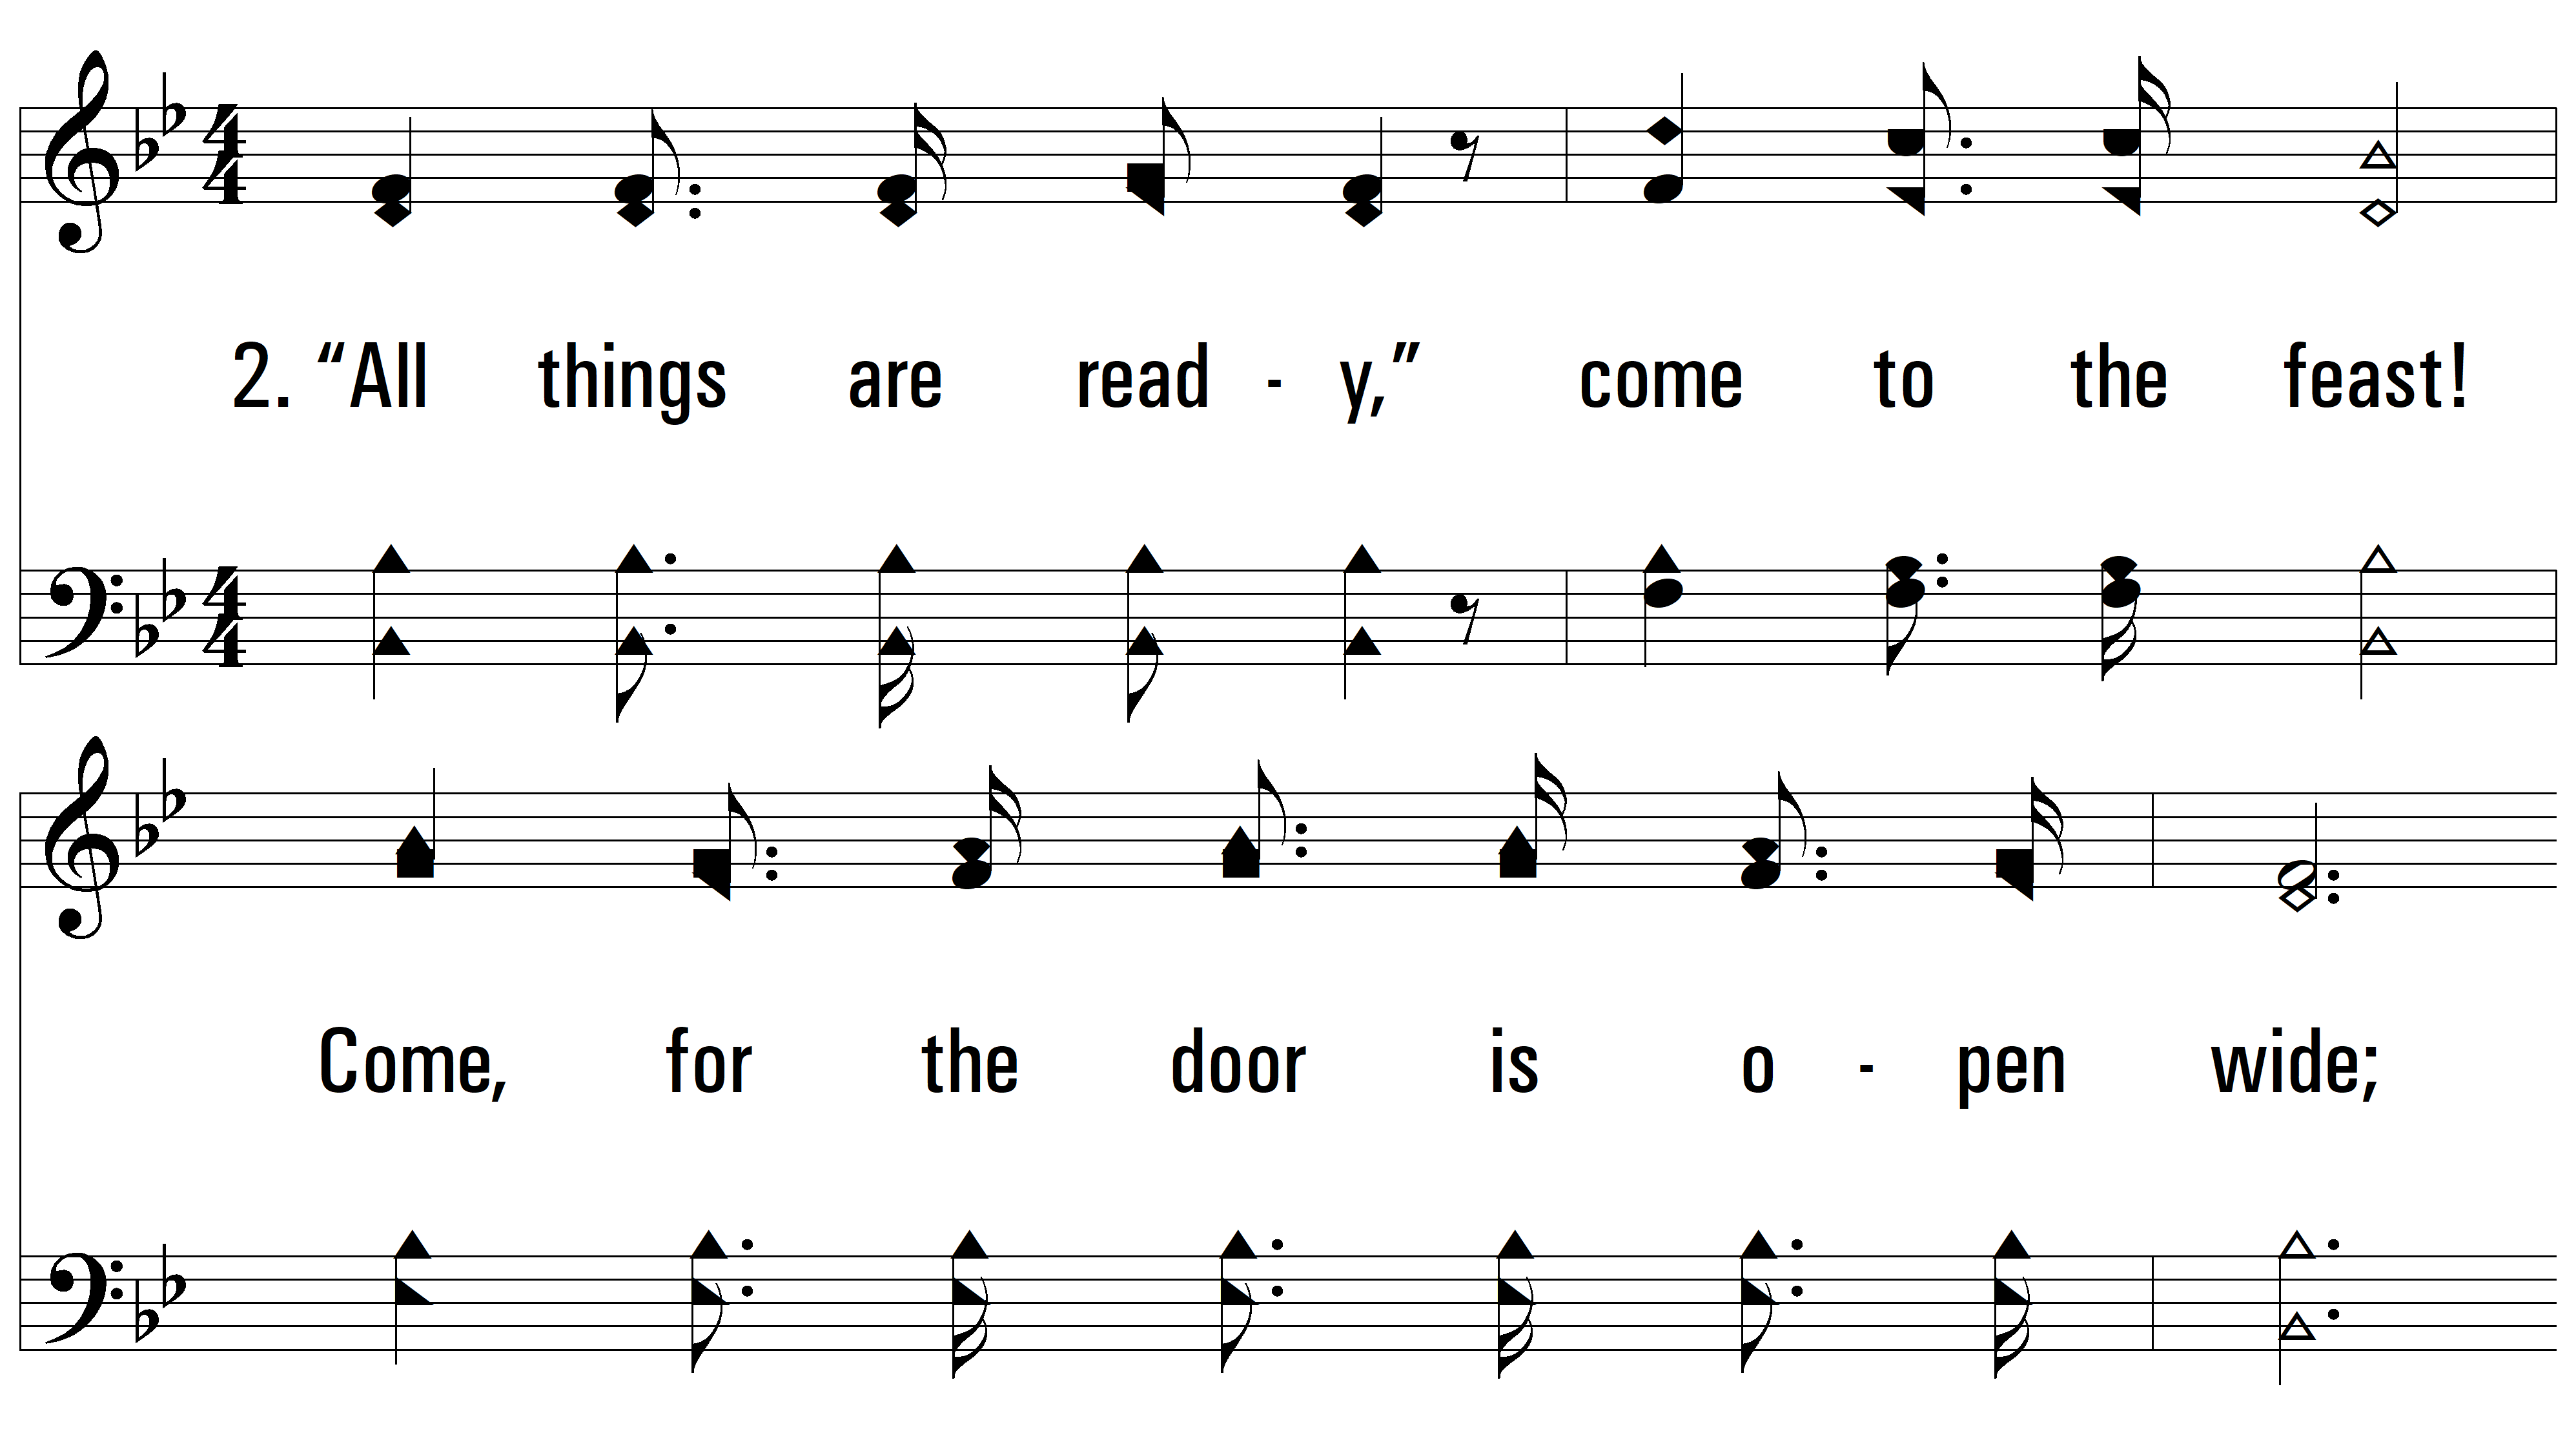 2. “All things are read - y,” come to the feast!
Come, for the door is o - pen wide;